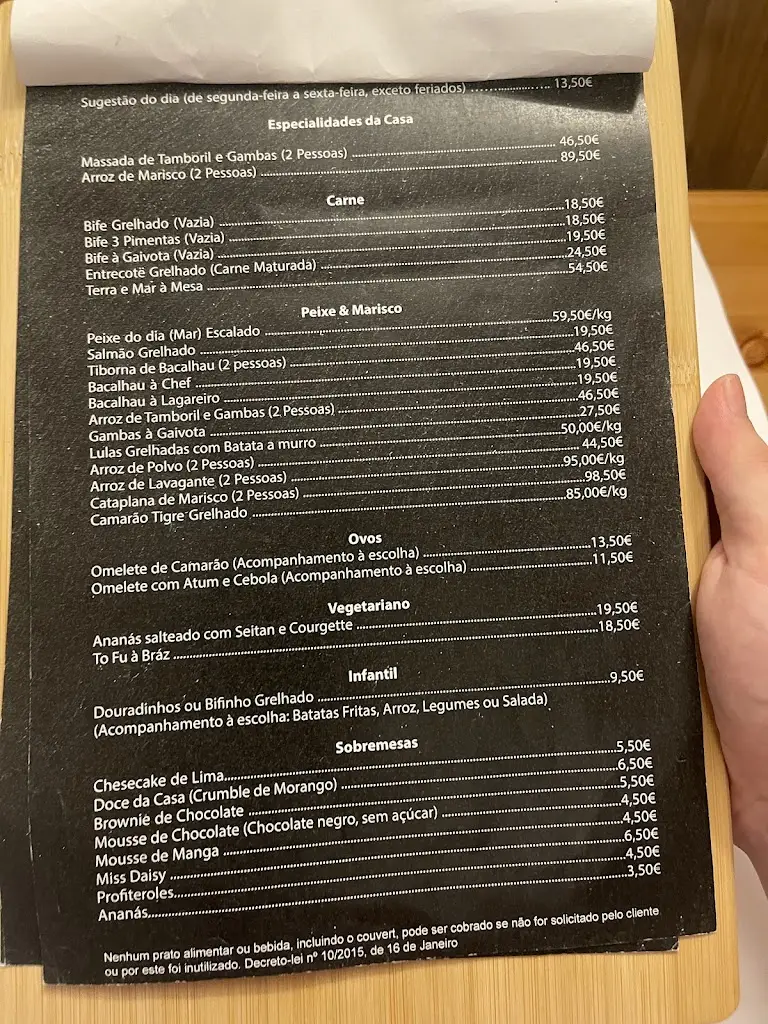 Sugestão do dia (de segunda-feira a sexta-feira, exceto feriados) ..................... 13,50€
Especialidades da Casa
Massada de Tamboril e Gambas (2 Pessoas) ..................... 46,50€
Arroz de Marisco (2 Pessoas) ..................... 89,50€
Carne
Bife Grelhado (Vazia) ..................... 18,50€
Bife 3 Pimentas (Vazia) ..................... 18,50€
Bife à Gaivota (Vazia) ..................... 19,50€
Entrecotê Grelhado (Carne Maturada) ..................... 24,50€
Terra e Mar à Mesa ..................... 54,50€
Peixe & Marisco
Peixe do dia (Mar) Escalado ..................... 59,50€/kg
Salmão Grelhado ..................... 19,50€
Tiborna de Bacalhau (2 pessoas) ..................... 46,50€
Bacalhau à Chef ..................... 19,50€
Bacalhau à Lagareiro ..................... 19,50€
Arroz de Tamboril e Gambas (2 Pessoas) ..................... 46,50€
Gambas à Gaivota ..................... 27,50€
Lulas Grelhadas com Batata a murro ..................... 50,00€/kg
Arroz de Polvo (2 Pessoas) ..................... 44,50€
Arroz de Lavagante (2 Pessoas) ..................... 95,00€/kg
Cataplana de Marisco (2 Pessoas) ..................... 98,50€
Camarão Tigre Grelhado ..................... 85,00€/kg
Ovos
Omelete de Camarão (Acompanhamento à escolha) ..................... 13,50€
Omelete com Atum e Cebola (Acompanhamento à escolha) ..................... 11,50€
Vegetariano
Ananás salteado com Seitan e Courgette ..................... 19,50€
To Fu à Bráz ..................... 18,50€
Infantil
Douradinhos ou Bifinho Grelhado ..................... 9,50€
(Acompanhamento à escolha: Batatas Fritas, Arroz, Legumes ou Salada)
Sobremesas
Chesecake de Lima ..................... 5,50€
Doce da Casa (Crumble de Morango) ..................... 6,50€
Brownie de Chocolate ..................... 5,50€
Mousse de Chocolate (Chocolate negro, sem açúcar) ..................... 4,50€
Mousse de Manga ..................... 4,50€
Miss Daisy ..................... 6,50€
Profiteroles ..................... 4,50€
Ananás ..................... 3,50€
Nenhum prato alimentar ou bebida, incluindo o couvert, pode ser cobrado se não for solicitado pelo cliente
ou por este foi inutilizado. Decreto-lei nº 10/2015, de 16 de Janeiro